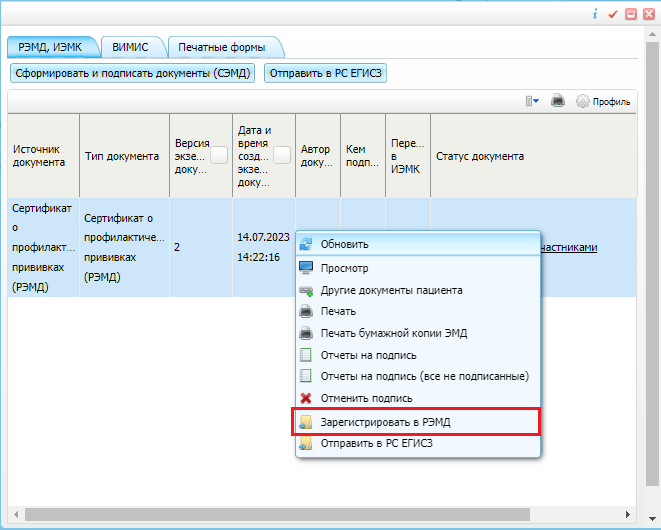 РЭМД, ИЭМК
ВИМИС
Печатные формы
Сформировать и подписать документы (СЭМД)
Отправить в РС ЕГИСЗ
Профиль
Источник
документа
Тип документа
Версия
экзе...
доку...
Дата и
время
созд...
экзе...
доку...
Автор
доку...
Кем
подп...
Пере...
в
ИЭМК
Статус документа
Сертификат
о
профилакт...
прививках
(РЭМД)
Сертификат о
профилактиче...
прививках
(РЭМД)
2
14.07.2023
14:22:16
частниками
Обновить
Просмотр
Другие документы пациента
Печать
Печать бумажной копии ЭМД
Отчеты на подпись
Отчеты на подпись (все не подписанные)
Отменить подпись
Зарегистрировать в РЭМД
Отправить в РС ЕГИСЗ